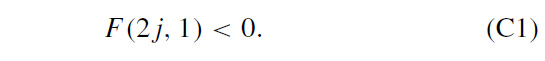 F(2j, 1) < 0. (C1)